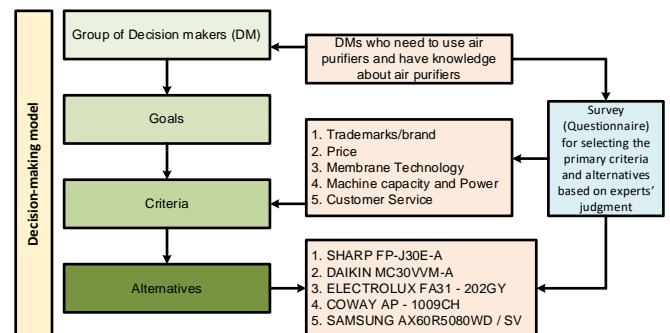 Decision-making model
Group of Decision makers (DM)
DMs who need to use air
purifiers and have knowledge
about air purifiers
Goals
Survey
(Questionnaire)
for selecting the
primary criteria
and alternatives
based on experts'
judgment
1. Trademarks/brand
2. Price
3. Membrane Technology
4. Machine capacity and Power
5. Customer Service
Criteria
Alternatives
1. SHARP FP-J30E-A
2. DAIKIN MC30VVM-A
3. ELECTROLUX FA31 - 202GY
4. COWAY AP - 1009CH
5. SAMSUNG AX60R5080WD / SV